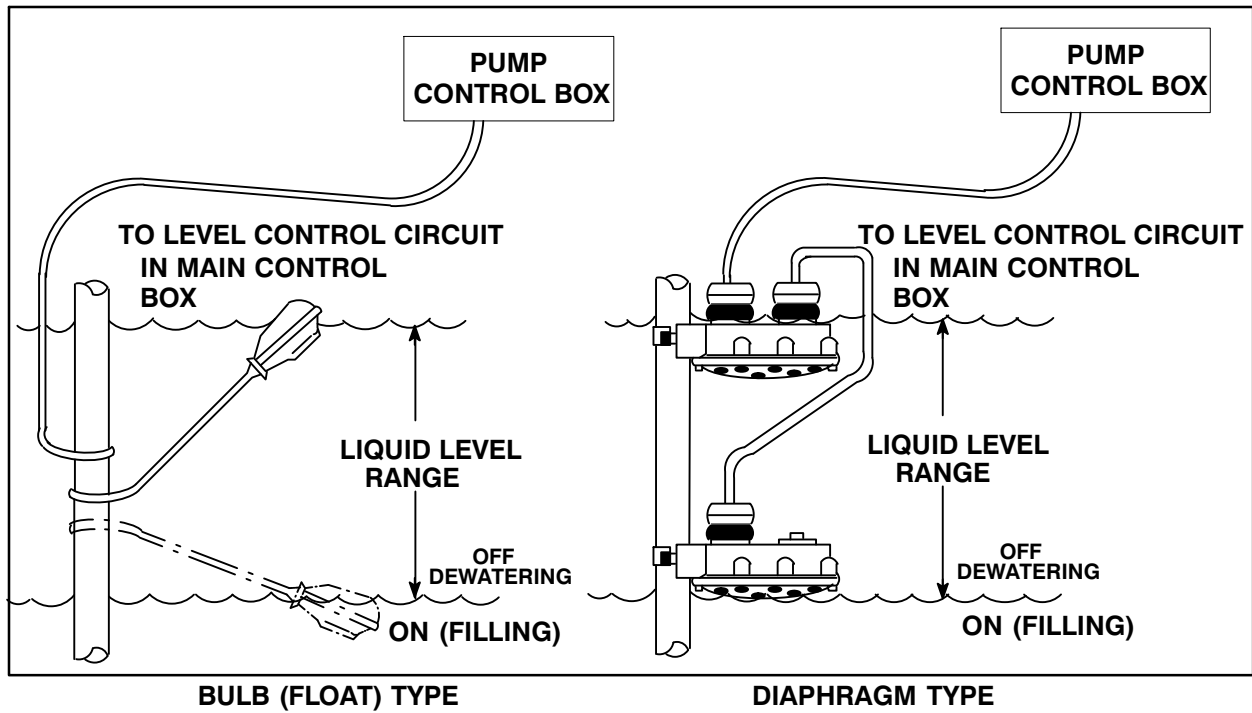 PUMP
CONTROL BOX
TO LEVEL CONTROL CIRCUIT
IN MAIN CONTROL
BOX
LIQUID LEVEL
RANGE
OFF
DEWATERING
ON (FILLING)
BULB (FLOAT) TYPE
PUMP
CONTROL BOX
TO LEVEL CONTROL CIRCUIT
IN MAIN CONTROL
BOX
LIQUID LEVEL
RANGE
OFF
DEWATERING
ON (FILLING)
DIAPHRAGM TYPE